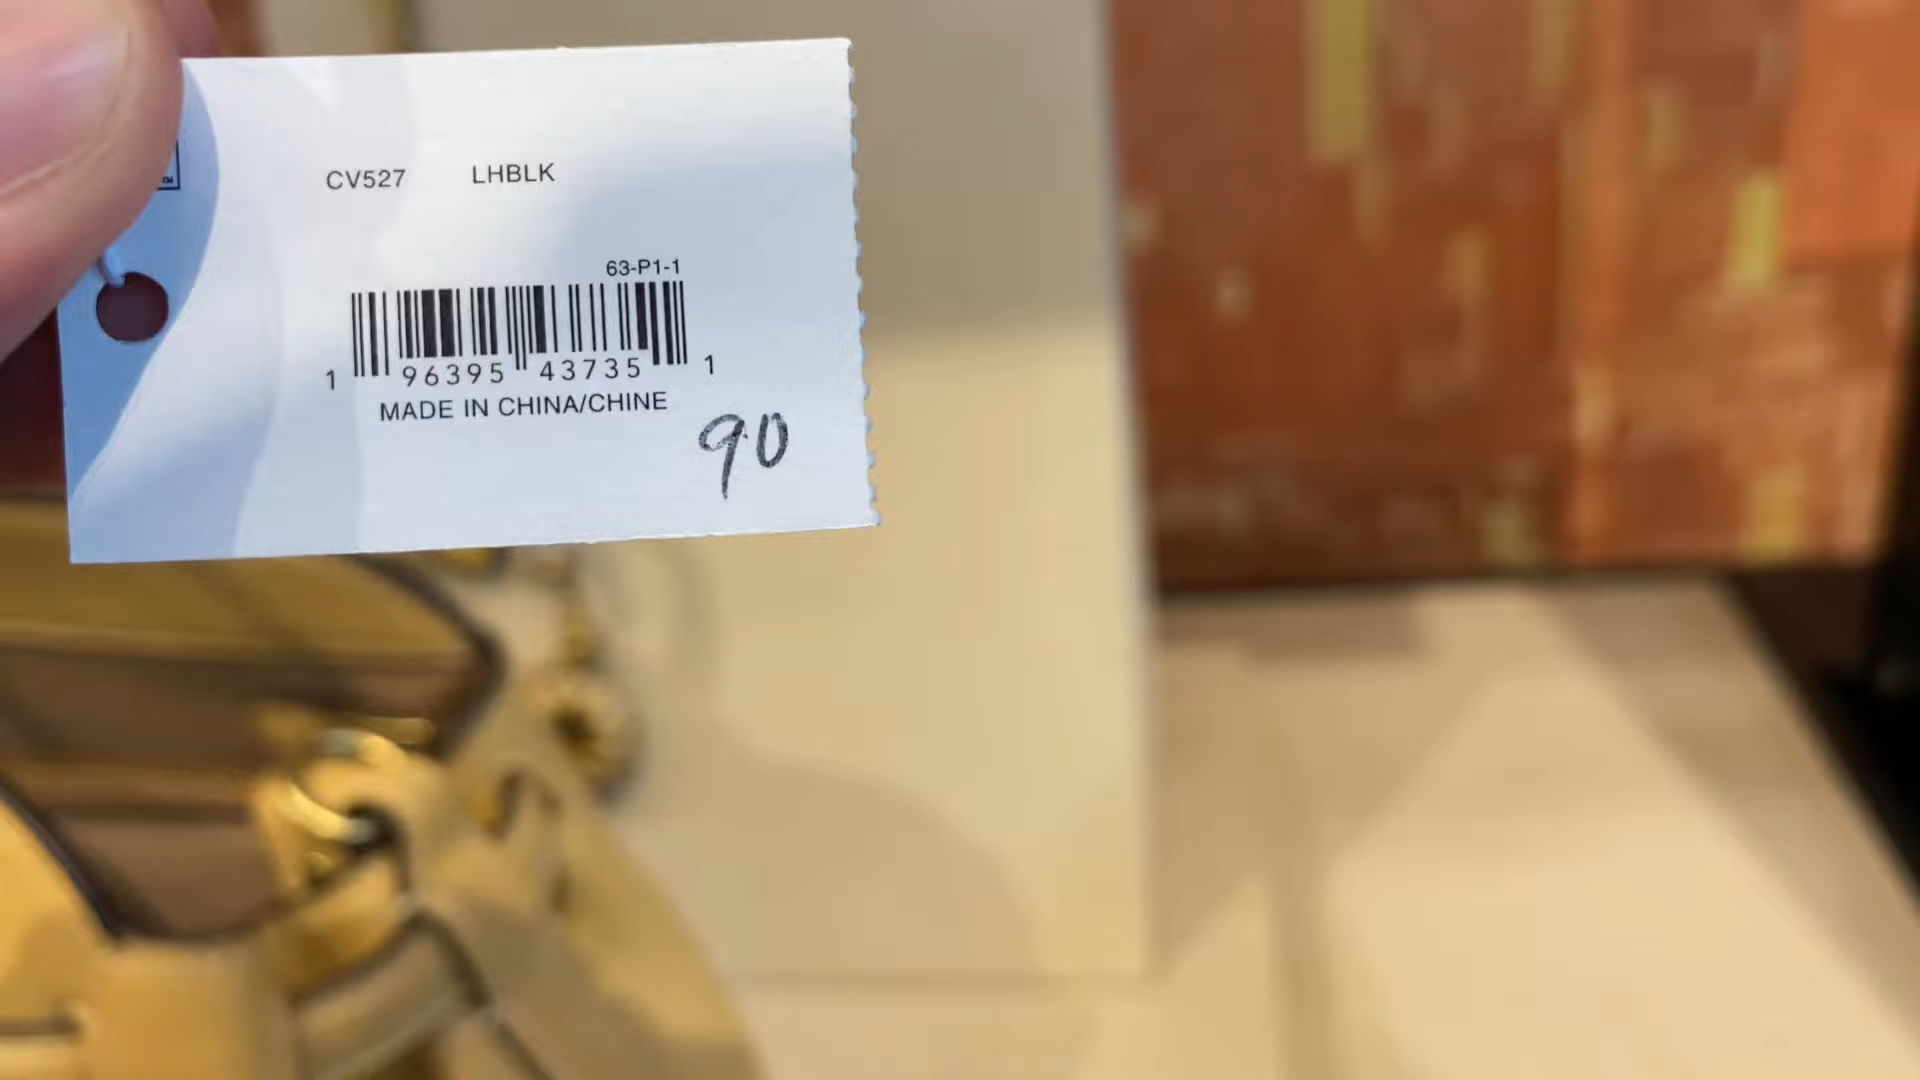 CV527 LHBLK
63-P1-1
1 96395 43735 1
MADE IN CHINA/CHINE
90